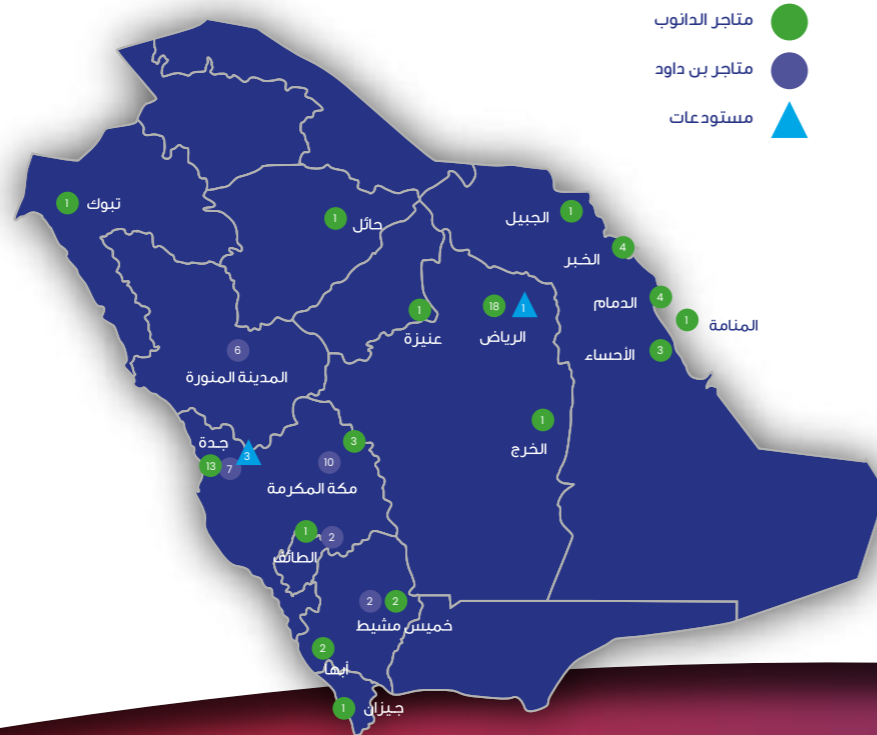 متاجر الدانوب
متاجر بن داود
مستودعات
1 تبوك
1 حائل
الجبيل 1
الخبر 4
الدمام 4
1 المنامة
الأحساء 3
1
عنيزة
18 1
الرياض
6
المدينة المنورة
1
الخرج
جدة
13 7 3
3
10
مكة المكرمة
1 2
الطائف
2 2
خميس مشيط
2
أبها
1 جيزان